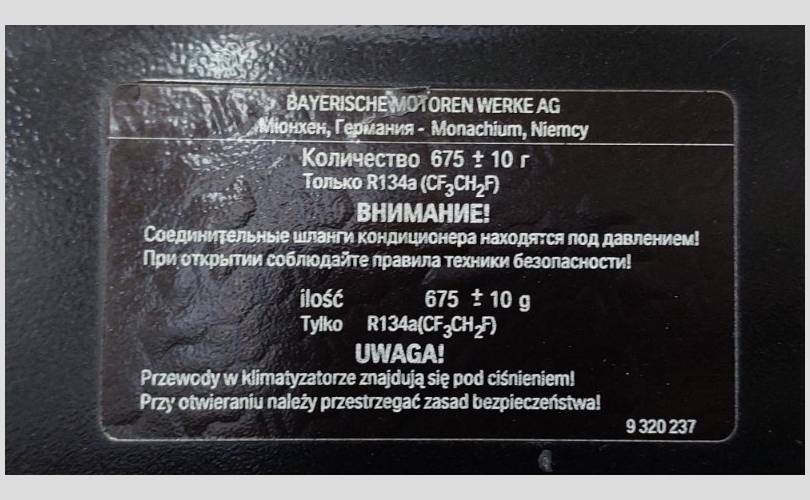 BAYERISCHE MOTOREN WERKE AG
Мюнхен, Германия - Monachium, Niemcy
Количество 675 ± 10 г
Только R134a (CF₃CH₂F)
ВНИМАНИЕ!
Соединительные шланги кондиционера находятся под давлением!
При открытии соблюдайте правила техники безопасности!
ilość 675 ± 10 g
Tylko R134a(CF₃CH₂F)
UWAGA!
Przewody w klimatyzatorze znajdują się pod ciśnieniem!
Przy otwieraniu należy przestrzegać zasad bezpieczeństwa!
9 320 237